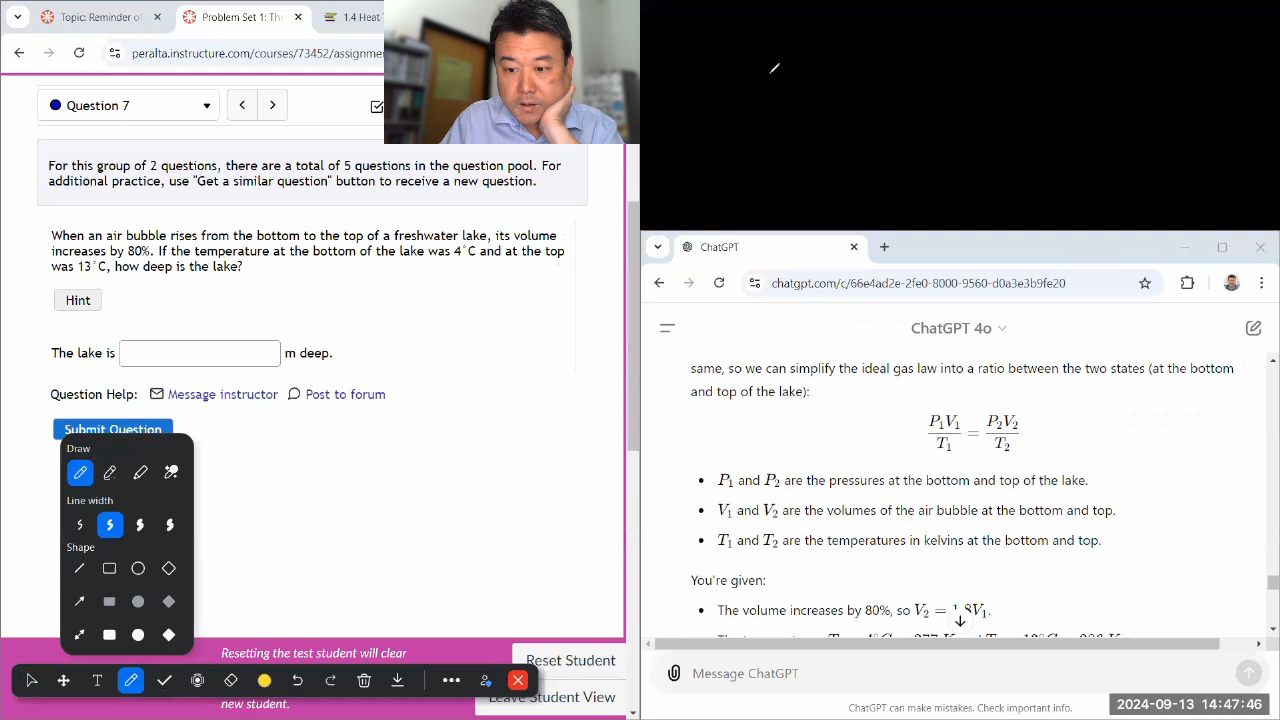 Topic: Reminder of
Problem Set 1: The
1.4 Heat
peralta.instructure.com/courses/73452/assignme
Question 7
For this group of 2 questions, there are a total of 5 questions in the question pool. For
additional practice, use "Get a similar question" button to receive a new question.
When an air bubble rises from the bottom to the top of a freshwater lake, its volume
increases by 80%. If the temperature at the bottom of the lake was 4°C and at the top
was 13°C, how deep is the lake?
Hint
The lake is
m deep.
Question Help:
Message instructor
Post to forum
Submit Question
Draw
Line width
Shape
Resetting the test student will clear
new student.
Reset Student
Leave Student View
ChatGPT
chatgpt.com/c/66e4ad2e-2fe0-8000-9560-d0a3e3b9fe20
ChatGPT 4o
same, so we can simplify the ideal gas law into a ratio between the two states (at the bottom
and top of the lake):
P₁V₁/T₁ = P₂V₂/T₂
• P₁ and P₂ are the pressures at the bottom and top of the lake.
• V₁ and V₂ are the volumes of the air bubble at the bottom and top.
• T₁ and T₂ are the temperatures in kelvins at the bottom and top.
You're given:
• The volume increases by 80%, so V₂ = 1.8V₁.
Message ChatGPT
ChatGPT can make mistakes. Check important info.
2024-09-13 14:47:46